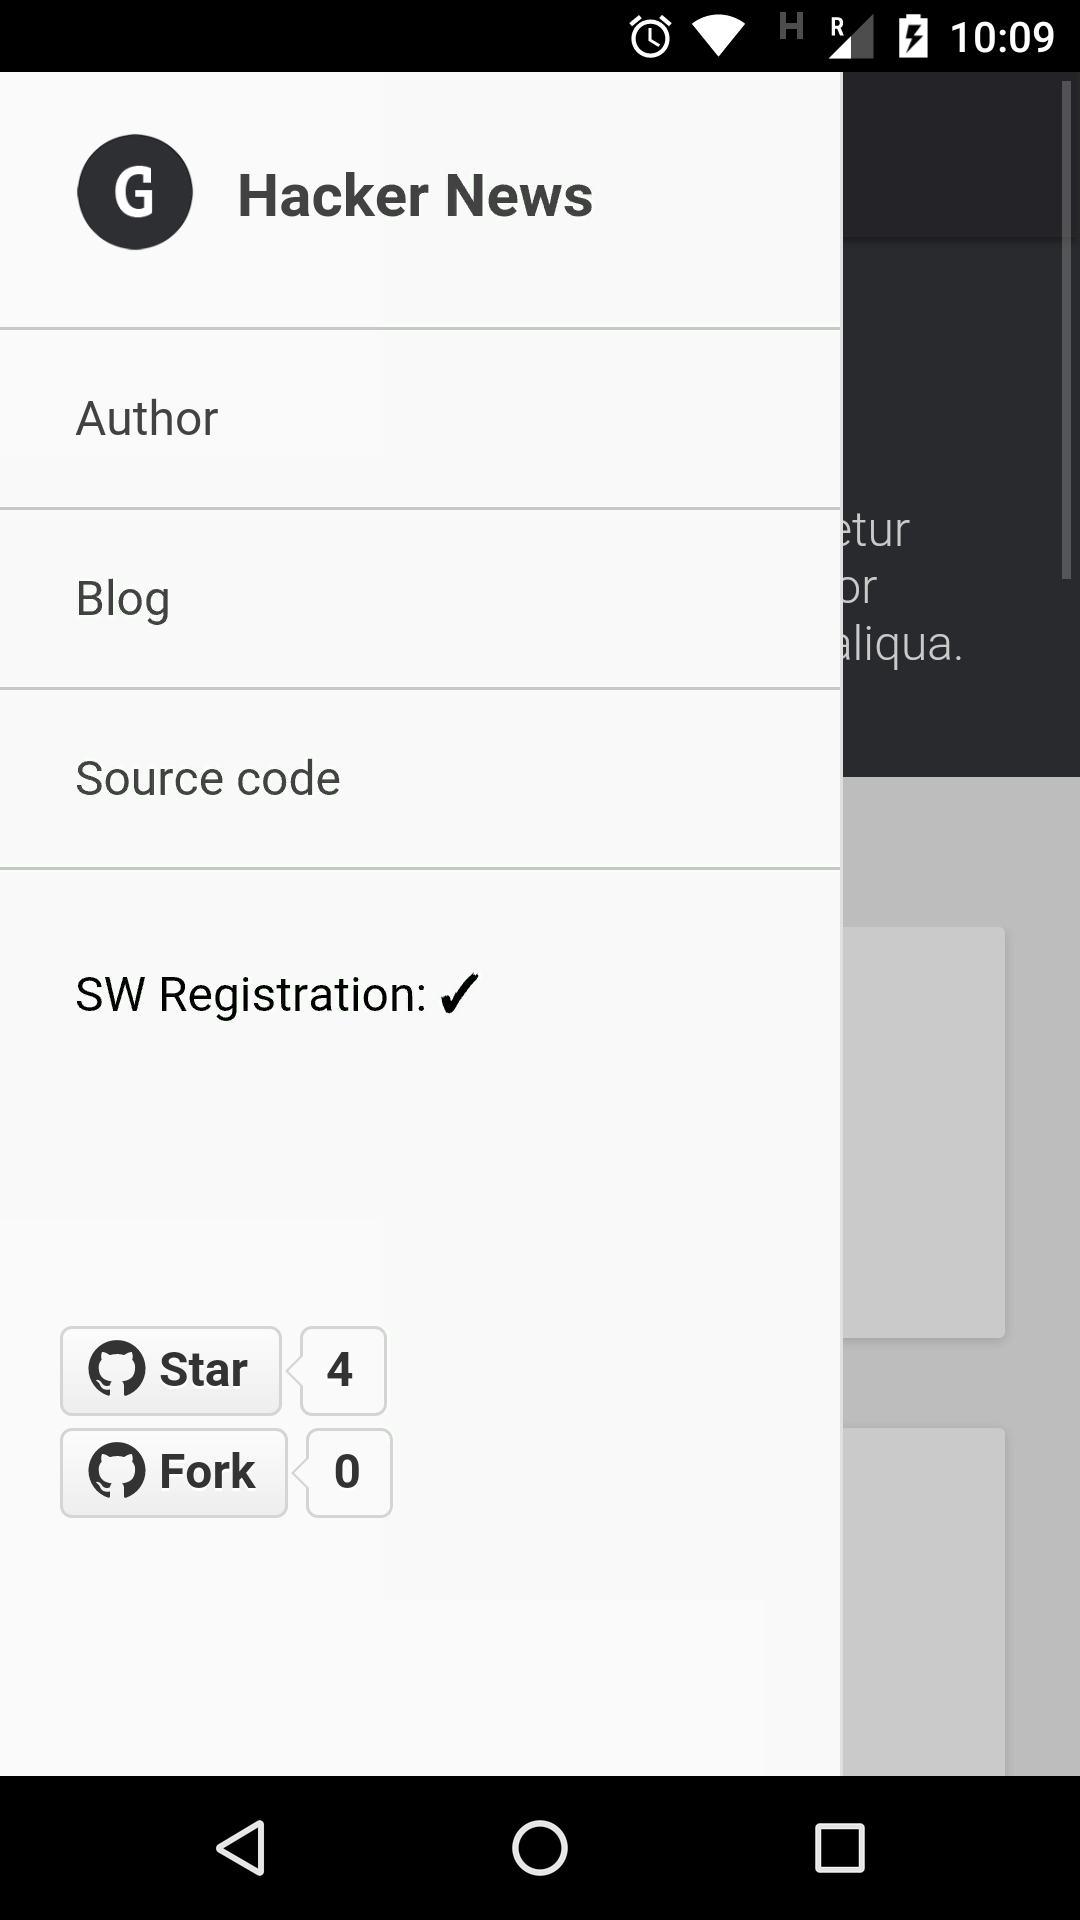 H R 10:09
G Hacker News
Author
etur
Blog
or
aliqua.
Source code
SW Registration: ✓
Star 4
Fork 0